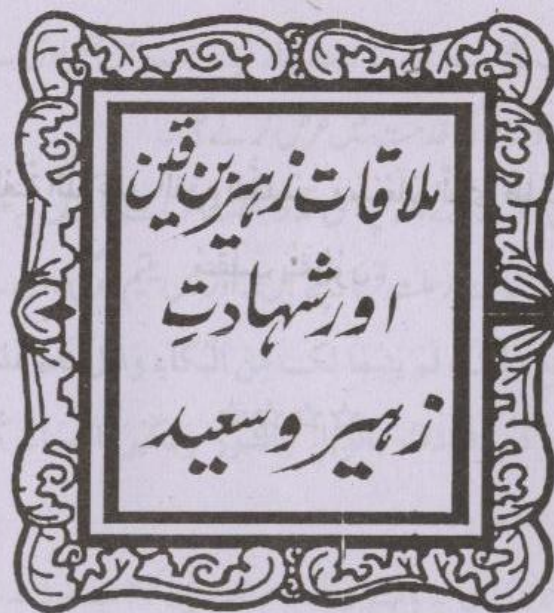 ملاقات زہیر بن قین
اور شہادتِ
زہیر و سعید